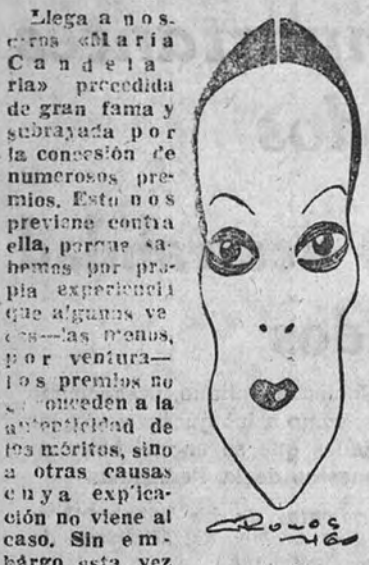 Llega a nos-
otros «María
Candela
ria» precedida
de gran fama y
subrayada por
la concesión de
numerosos pre-
mios. Esto nos
previene contra
ella, porque sa-
bemos por pro-
pia experiencia
que algunas ve
ces—las menos,
por ventura—
los premios no
se conceden a la
autenticidad de
los méritos, sino
a otras causas
cuya explica-
ción no viene al
caso. Sin em-
bargo esta vez